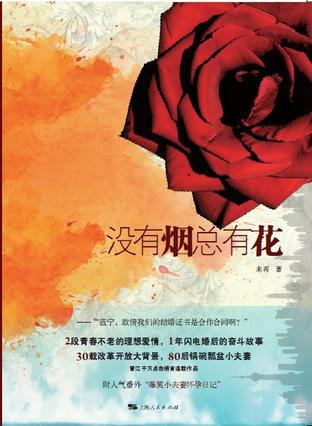 没有烟总有花
未再 著
——“蓝宁，敢情我们的结婚证书是合作合同啊？”
2段青春不老的理想爱情，1年闪电婚后的奋斗故事
30载改革开放大背景，80后锅碗瓢盆小夫妻
晋江千万点击榜首连载作品
附人气番外“爆笑小夫妻怀孕日记”
上海人民出版社